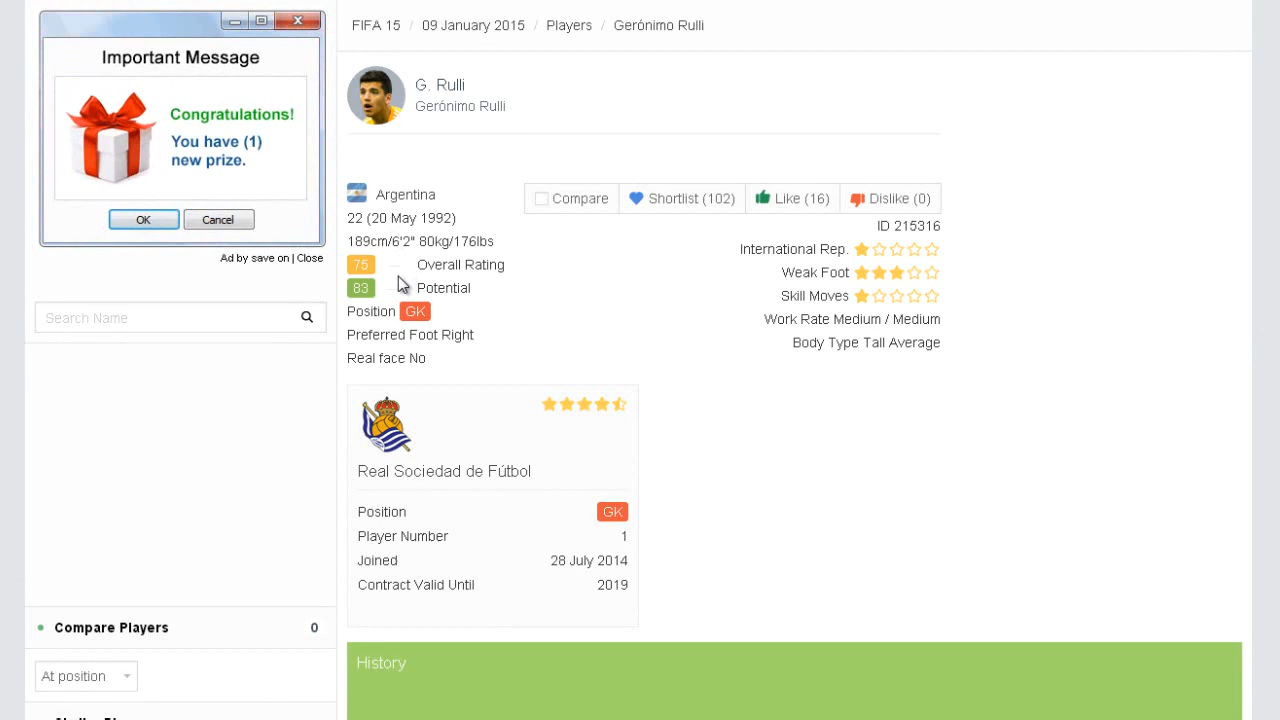 Important Message
Congratulations!
You have (1)
new prize.
OK
Cancel
Ad by save on | Close
Search Name
Compare Players 0
At position
FIFA 15 / 09 January 2015 / Players / Gerónimo Rulli
G. Rulli
Gerónimo Rulli
Argentina
22 (20 May 1992)
189cm/6'2" 80kg/176lbs
75 Overall Rating
83 Potential
Position GK
Preferred Foot Right
Real face No
Compare
Shortlist (102)
Like (16)
Dislike (0)
ID 215316
International Rep.
Weak Foot
Skill Moves
Work Rate Medium / Medium
Body Type Tall Average
Real Sociedad de Fútbol
Position GK
Player Number 1
Joined 28 July 2014
Contract Valid Until 2019
History